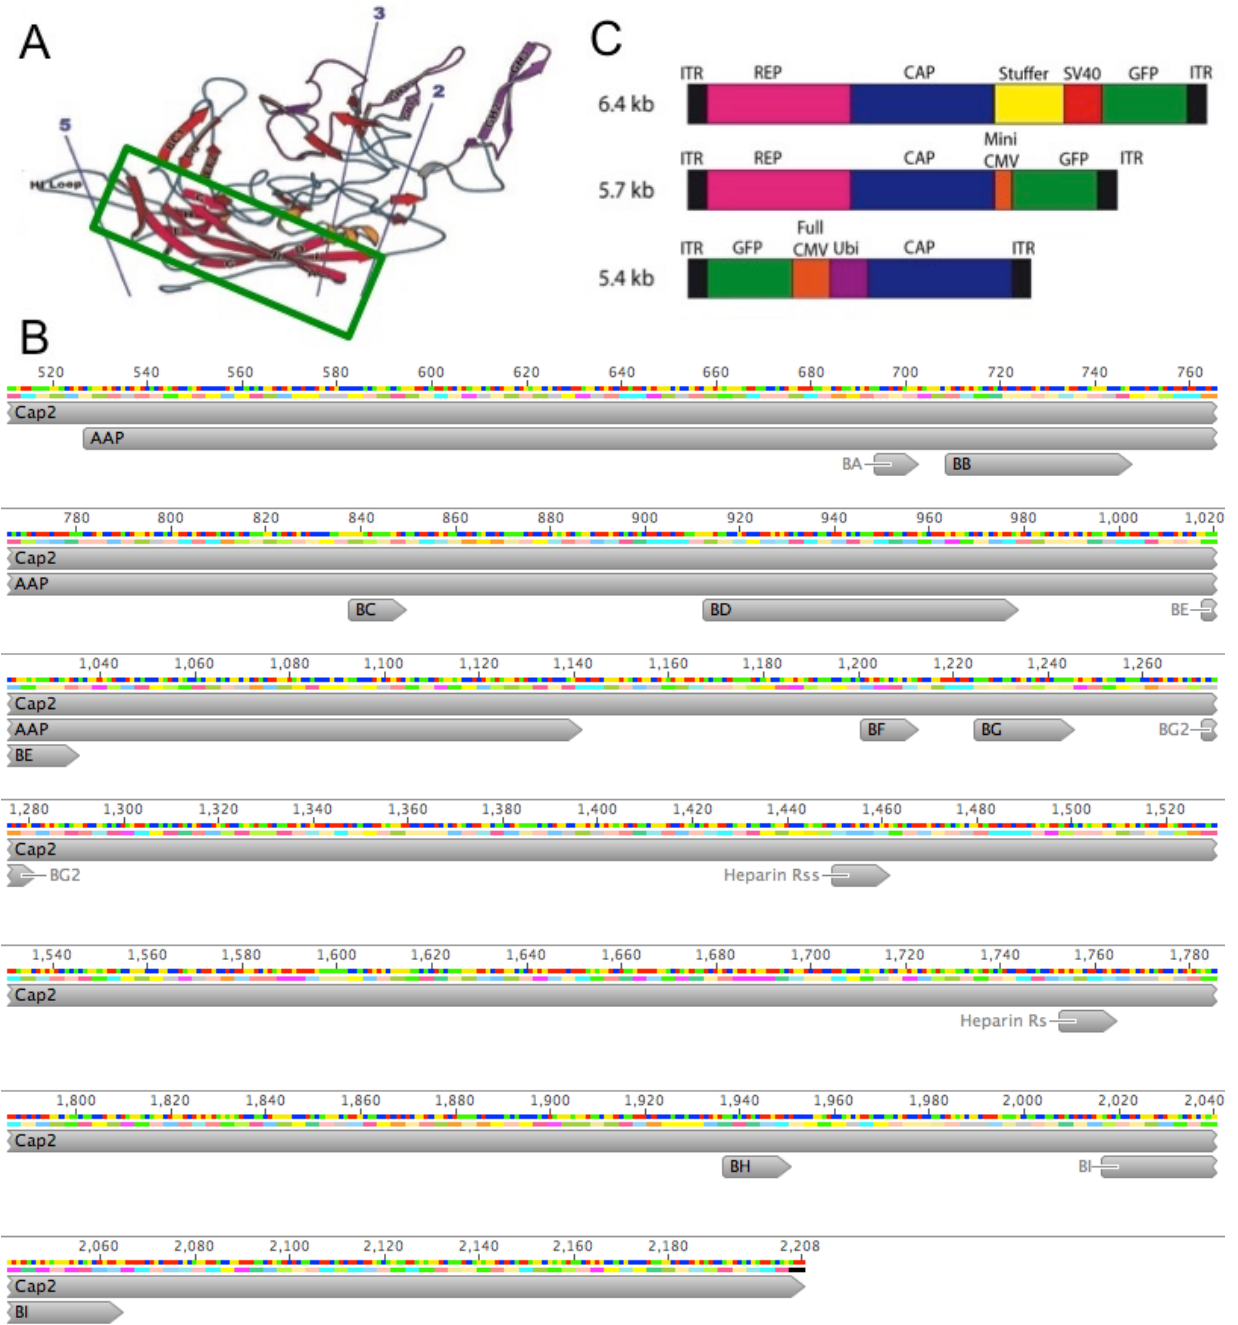 A
3
2
5
HI Loop
C
ITR REP CAP Stuffer SV40 GFP ITR
6.4 kb
ITR REP CAP Mini CMV GFP ITR
5.7 kb
ITR GFP Full CMV Ubi CAP ITR
5.4 kb
B
520 540 560 580 600 620 640 660 680 700 720 740 760
Cap2
AAP
BA BB
780 800 820 840 860 880 900 920 940 960 980 1,000 1,020
Cap2
AAP
BC BD BE
1,040 1,060 1,080 1,100 1,120 1,140 1,160 1,180 1,200 1,220 1,240 1,260
Cap2
AAP BF BG BG2
BE
1,280 1,300 1,320 1,340 1,360 1,380 1,400 1,420 1,440 1,460 1,480 1,500 1,520
Cap2
BG2 Heparin Rss
1,540 1,560 1,580 1,600 1,620 1,640 1,660 1,680 1,700 1,720 1,740 1,760 1,780
Cap2
Heparin Rs
1,800 1,820 1,840 1,860 1,880 1,900 1,920 1,940 1,960 1,980 2,000 2,020 2,040
Cap2
BH BI
2,060 2,080 2,100 2,120 2,140 2,160 2,180 2,208
Cap2
BI